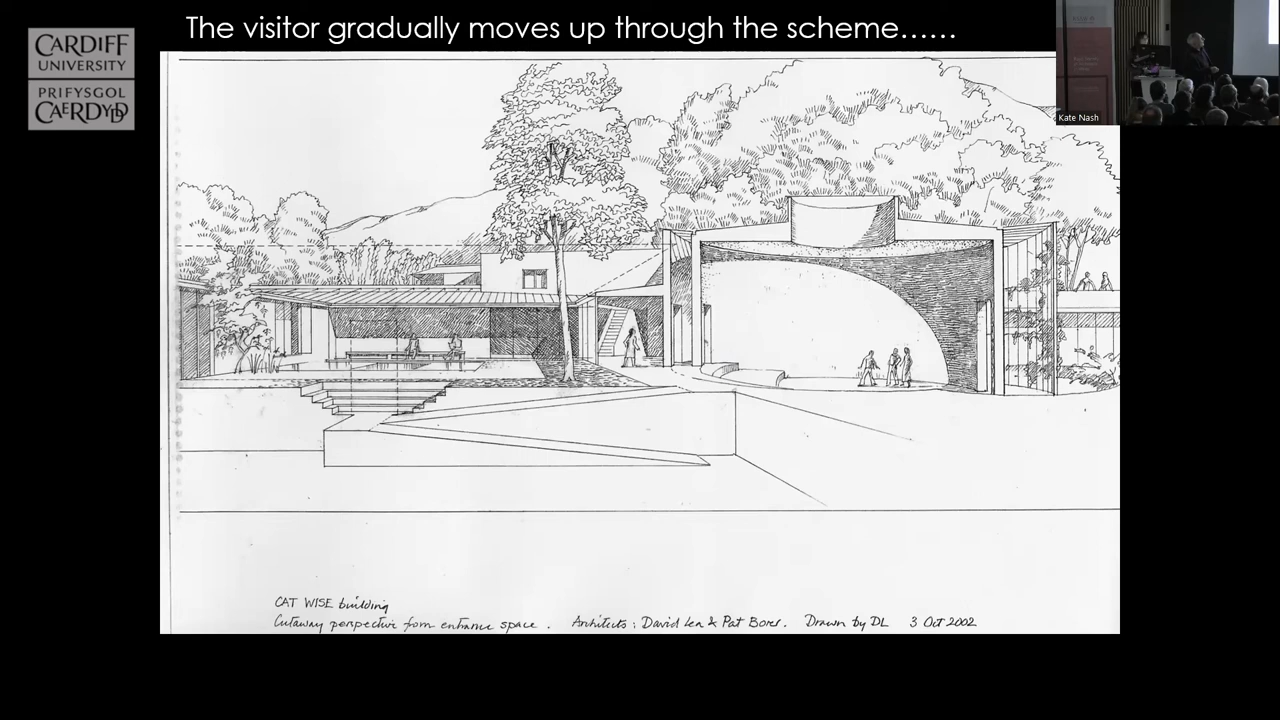 The visitor gradually moves up through the scheme……
CARDIFF
UNIVERSITY
PRIFYSGOL
CAERDYDD
Kate Nash
CAT WISE building
Cutaway perspective from entrance space . Architects : David Lea & Pat Borer. Drawn by DL 3 Oct 2002